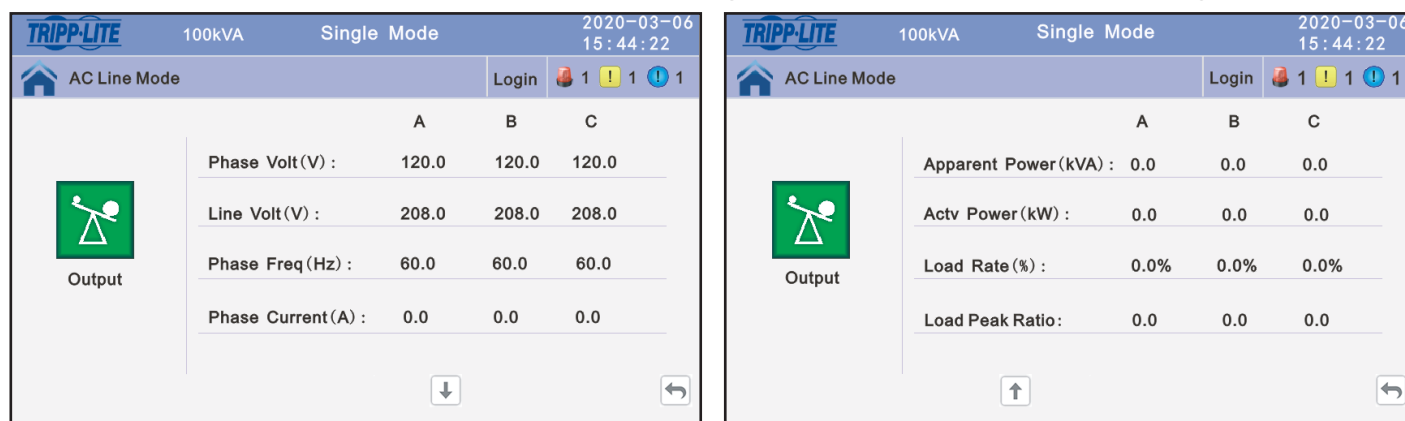 TRIPP·LITE 100kVA Single Mode 2020-03-06
15:44:22
AC Line Mode Login 1 ! 1 ! 1
A B C
Phase Volt(V) : 120.0 120.0 120.0
Line Volt(V) : 208.0 208.0 208.0
Phase Freq(Hz) : 60.0 60.0 60.0
Output
Phase Current(A) : 0.0 0.0 0.0
TRIPP·LITE 100kVA Single Mode 2020-03-06
15:44:22
AC Line Mode Login 1 ! 1 ! 1
A B C
Apparent Power(kVA) : 0.0 0.0 0.0
Actv Power(kW) : 0.0 0.0 0.0
Load Rate(%) : 0.0% 0.0% 0.0%
Output
Load Peak Ratio: 0.0 0.0 0.0